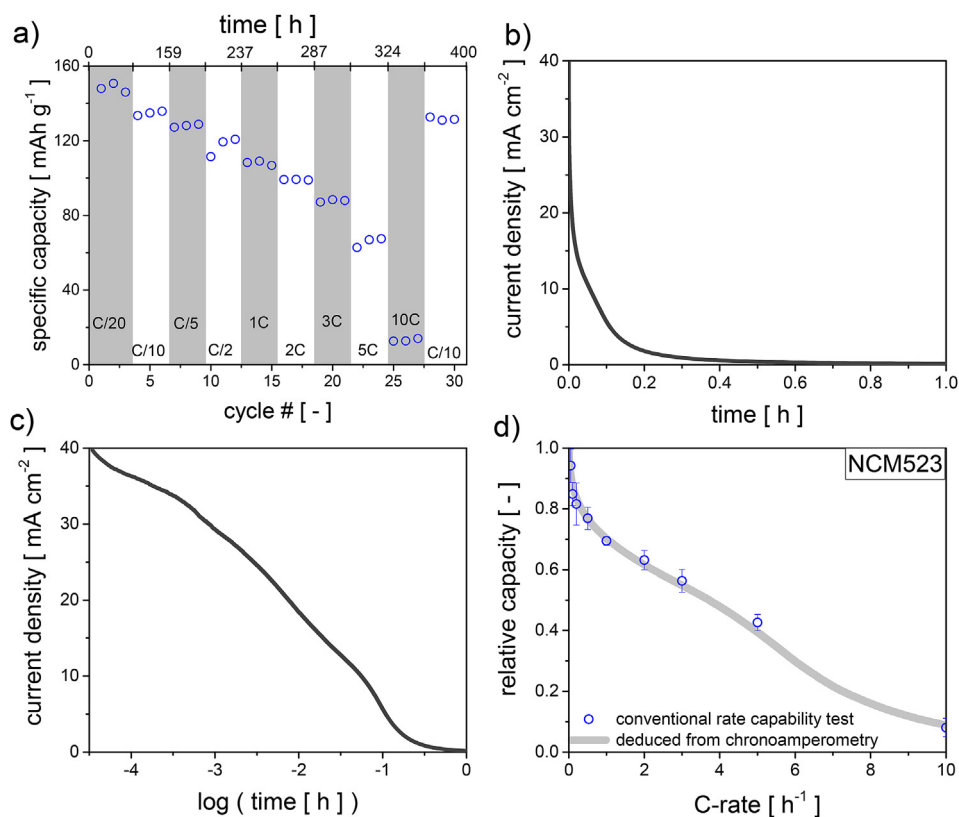 a)
time [ h ]
0 159 237 287 324 400
specific capacity [ mAh g⁻¹ ]
160
120
80
40
0
C/20 C/5 1C 3C 10C
C/10 C/2 2C 5C C/10
0 5 10 15 20 25 30
cycle # [ - ]
b)
current density [ mA cm⁻² ]
40
30
20
10
0
0.0 0.2 0.4 0.6 0.8 1.0
time [ h ]
c)
current density [ mA cm⁻² ]
40
30
20
10
0
-4 -3 -2 -1 0
log ( time [ h ] )
d)
NCM523
relative capacity [ - ]
1.0
0.8
0.6
0.4
0.2
0.0
conventional rate capability test
deduced from chronoamperometry
0 2 4 6 8 10
C-rate [ h⁻¹ ]